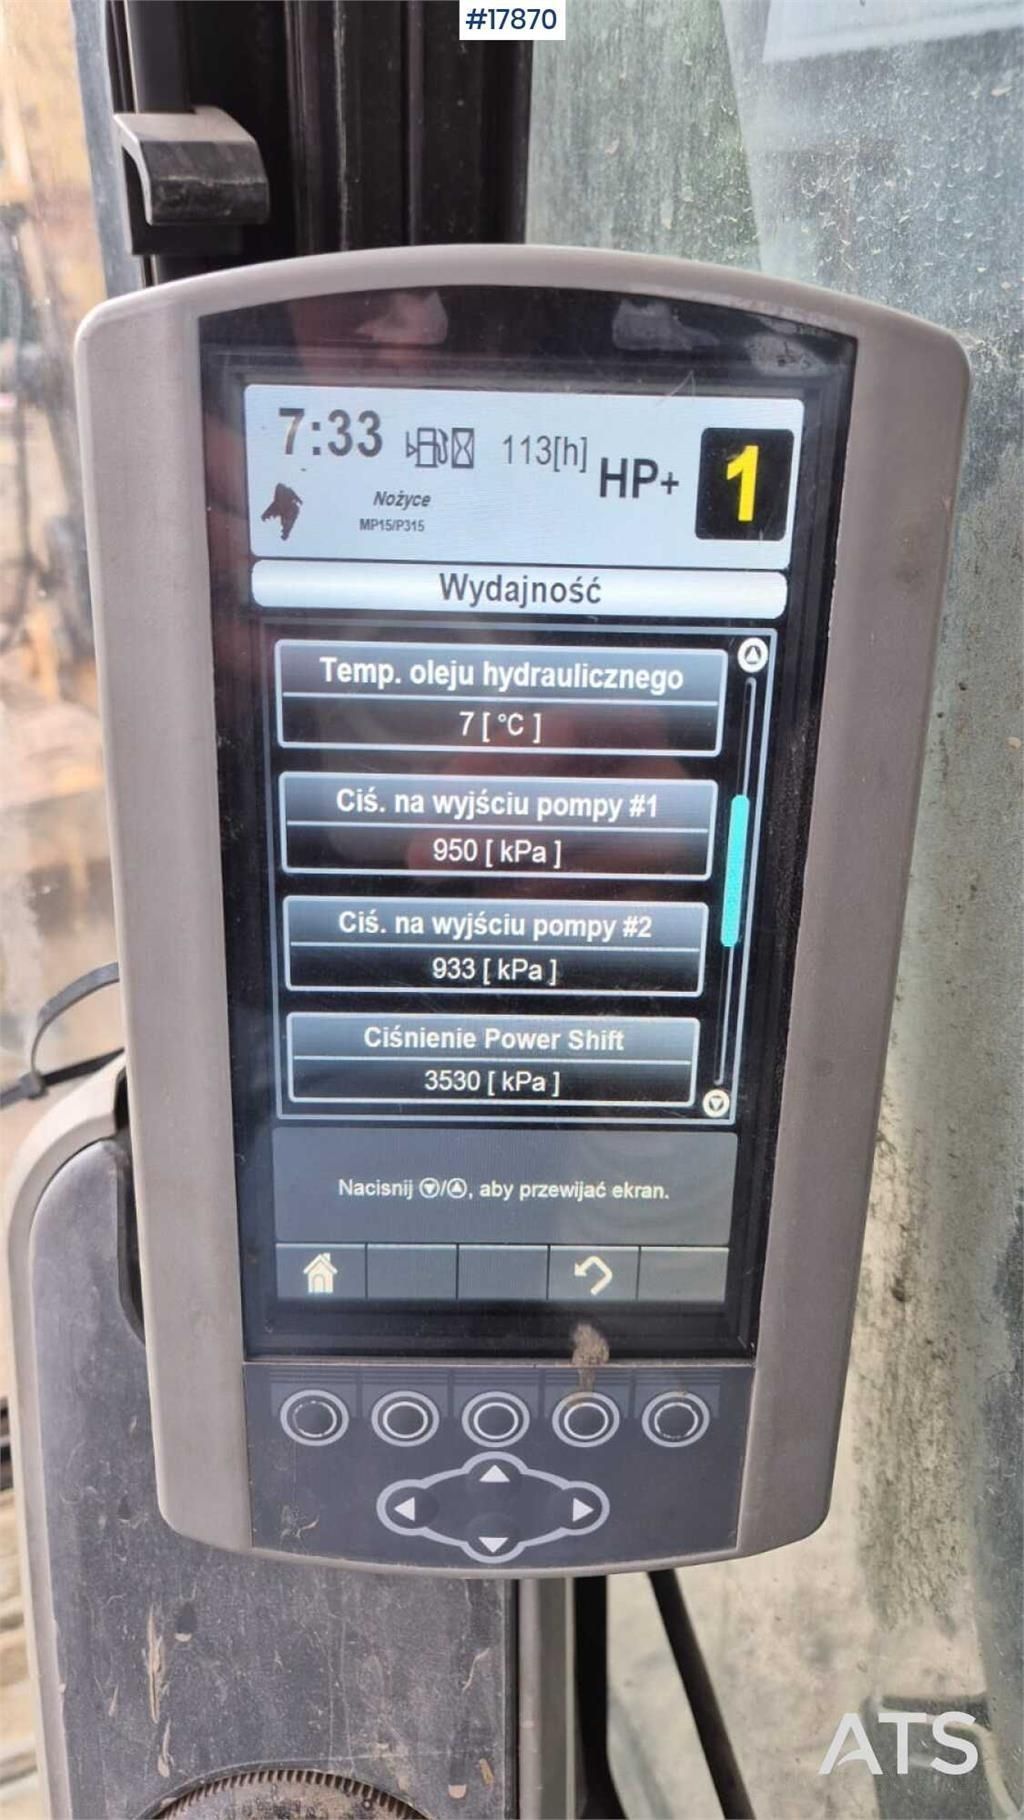 #17870
7:33 113[h] HP+ 1
Nożyce
MP15/P315
Wydajność
Temp. oleju hydraulicznego
7 [ °C ]
Ciś. na wyjściu pompy #1
950 [ kPa ]
Ciś. na wyjściu pompy #2
933 [ kPa ]
Ciśnienie Power Shift
3530 [ kPa ]
Nacisnij ▼/▲, aby przewijać ekran.
ATS